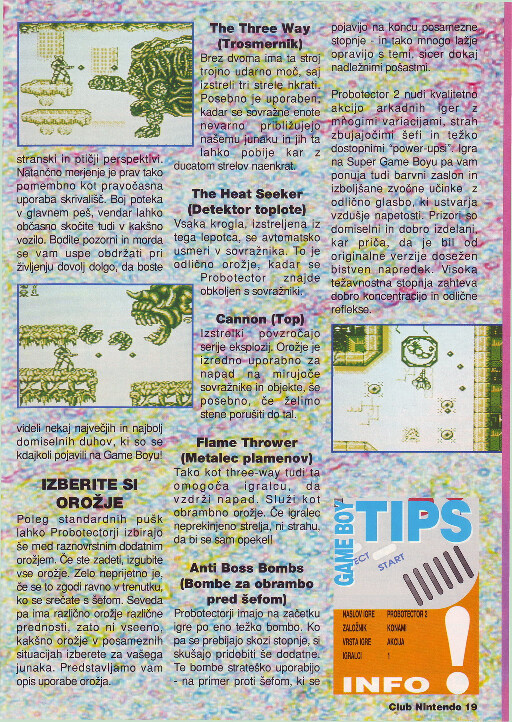 stranski in ptičji perspektivi.
Natančno merjenje je prav tako
pomembno kot pravočasna
uporaba skrivališč. Boj poteka
v glavnem peš, vendar lahko
občasno skočite tudi v kakšno
vozilo. Bodite pozorni in morda
se vam uspe obdržati pri
življenju dovolj dolgo, da boste
videli nekaj največjih in najbolj
domiselnih duhov, ki so se
kdajkoli pojavili na Game Boyu!
IZBERITE SI
OROŽJE
Poleg standardnih pušk
lahko Probotectorji izbirajo
še med raznovrstnim dodatnim
orožjem. Če ste zadeti, izgubite
vse orožje. Zelo neprijetno je,
če se to zgodi ravno v trenutku,
ko se srečate s šefom. Seveda
pa ima različno orožje različne
prednosti, zato ni vseeno,
kakšno orožje v posameznih
situacijah izberete za vašega
junaka. Predstavljamo vam
opis uporabe orožja.
The Three Way
(Trosmernik)
Brez dvoma ima ta stroj
trojno udarno moč, saj
izstreli tri strele hkrati.
Posebno je uporaben,
kadar se sovražne enote
nevarno približujejo
našemu junaku in jih ta
lahko pobije kar z
ducatom strelov naenkrat.
The Heat Seeker
(Detektor toplote)
Vsaka krogla, izstreljena iz
tega lepotca, se avtomatsko
usmeri v sovražnika. To je
odlično orožje, kadar se
Probotector znajde
obkoljen s sovražniki.
Cannon (Top)
Izstrelki povzročajo
serije eksplozij. Orožje je
izredno uporabno za
napad na mirujoče
sovražnike in objekte, še
posebno, če želimo
stene porušiti do tal.
Flame Thrower
(Metalec plamenov)
Tako kot three-way tudi ta
omogoča igralcu, da
vzdrži napad. Služi kot
obrambno orožje. Če igralec
neprekinjeno strelja, ni strahu,
da bi se sam opekel!
Anti Boss Bombs
(Bombe za obrambo
pred šefom)
Probotectorji imajo na začetku
igre po eno težko bombo. Ko
pa se prebijajo skozi stopnje, si
skušajo pridobiti še dodatne.
Te bombe strateško uporabijo
- na primer proti šefom, ki se
pojavijo na koncu posamezne
stopnje - in tako mnogo lažje
opravijo s temi, sicer dokaj
nadležnimi pošastmi.
Probotector 2 nudi kvalitetno
akcijo arkadnih iger z
mnogimi variacijami, strah
zbujajočimi šefi in težko
dostopnimi "power-upsi". Igra
na Super Game Boyu pa vam
ponuja tudi barvni zaslon in
izboljšane zvočne učinke z
odlično glasbo, ki ustvarja
vzdušje napetosti. Prizori so
domiselni in dobro izdelani,
kar priča, da je bil od
originalne verzije dosežen
bistven napredek. Visoka
težavnostna stopnja zahteva
dobro koncentracijo in odlične
reflekse.
GAME BOY
TIPS
ECT
START
NASLOV IGRE PROBOTECTOR 2
ZALOŽNIK KONAMI
VRSTA IGRE AKCIJA
IGRALCI 1
INFO !
Club Nintendo 19